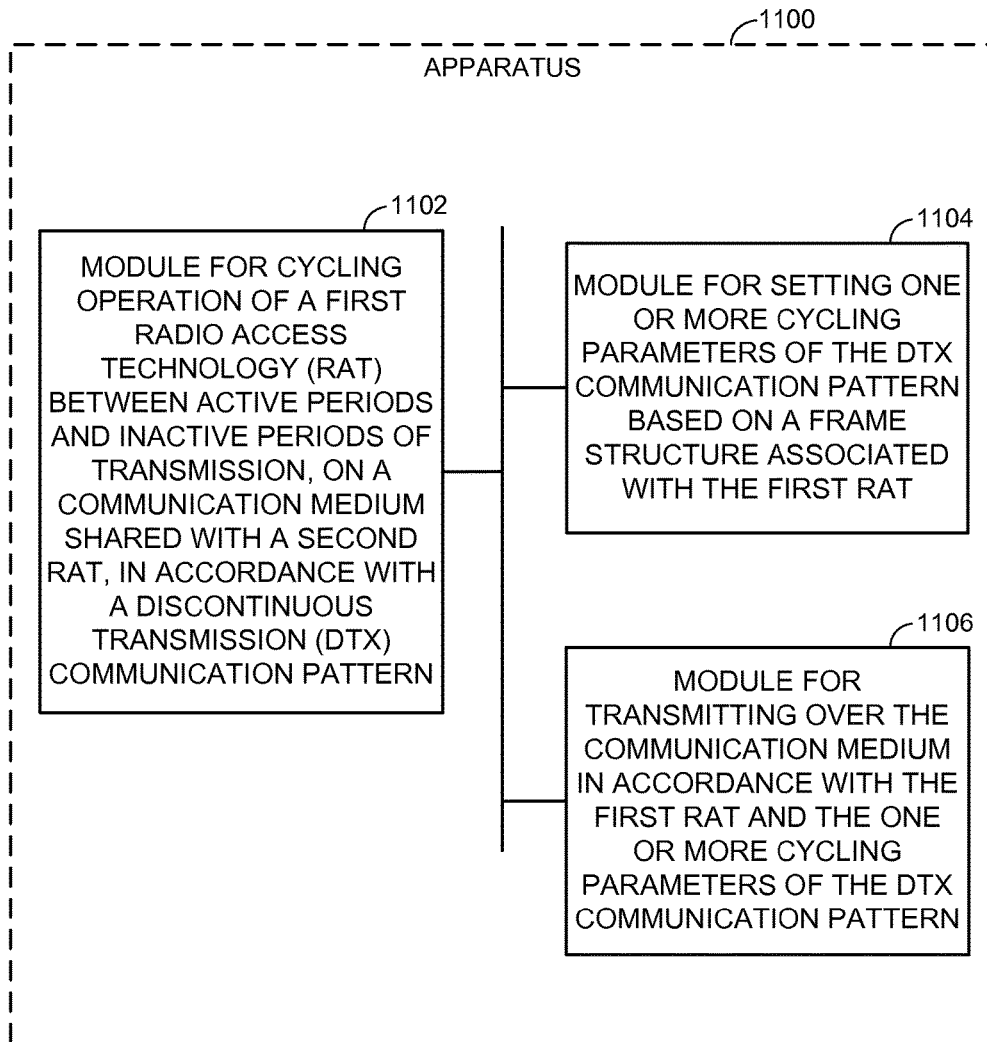 1100
APPARATUS
1102
MODULE FOR CYCLING
OPERATION OF A FIRST
RADIO ACCESS
TECHNOLOGY (RAT)
BETWEEN ACTIVE PERIODS
AND INACTIVE PERIODS OF
TRANSMISSION, ON A
COMMUNICATION MEDIUM
SHARED WITH A SECOND
RAT, IN ACCORDANCE WITH
A DISCONTINUOUS
TRANSMISSION (DTX)
COMMUNICATION PATTERN
1104
MODULE FOR SETTING ONE
OR MORE CYCLING
PARAMETERS OF THE DTX
COMMUNICATION PATTERN
BASED ON A FRAME
STRUCTURE ASSOCIATED
WITH THE FIRST RAT
1106
MODULE FOR
TRANSMITTING OVER THE
COMMUNICATION MEDIUM
IN ACCORDANCE WITH THE
FIRST RAT AND THE ONE
OR MORE CYCLING
PARAMETERS OF THE DTX
COMMUNICATION PATTERN